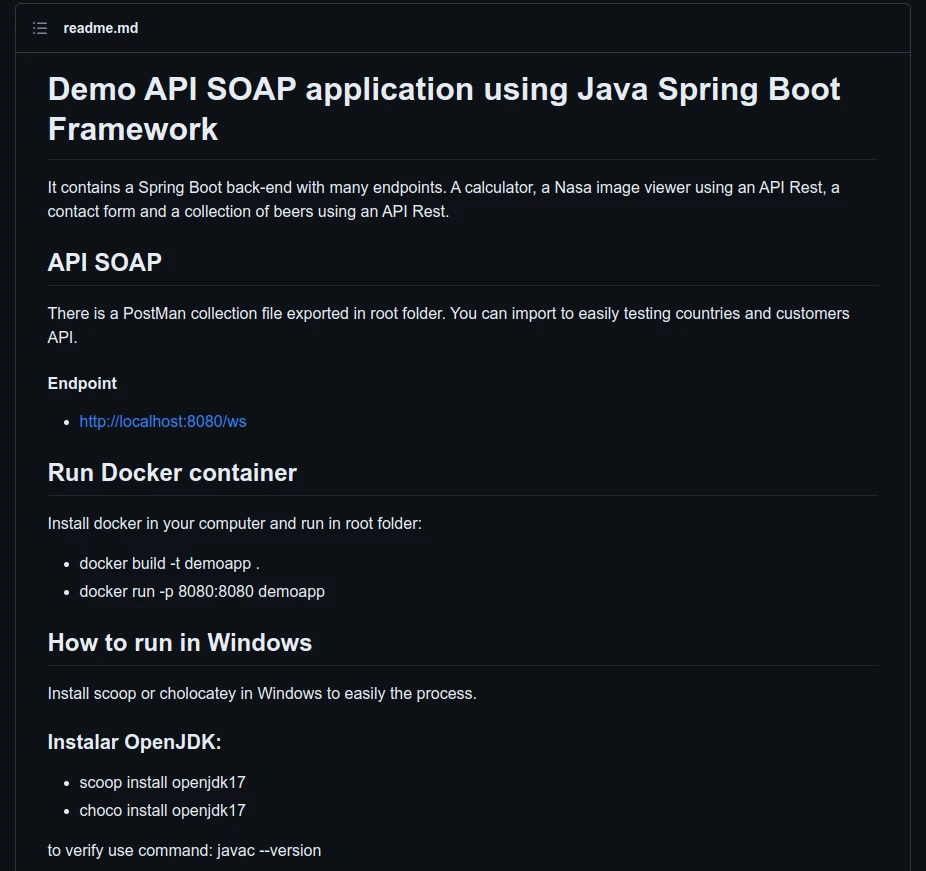 readme.md
Demo API SOAP application using Java Spring Boot
Framework
It contains a Spring Boot back-end with many endpoints. A calculator, a Nasa image viewer using an API Rest, a
contact form and a collection of beers using an API Rest.
API SOAP
There is a PostMan collection file exported in root folder. You can import to easily testing countries and customers
API.
Endpoint
http://localhost:8080/ws
Run Docker container
Install docker in your computer and run in root folder:
docker build -t demoapp .
docker run -p 8080:8080 demoapp
How to run in Windows
Install scoop or cholocatey in Windows to easily the process.
Instalar OpenJDK:
scoop install openjdk17
choco install openjdk17
to verify use command: javac --version